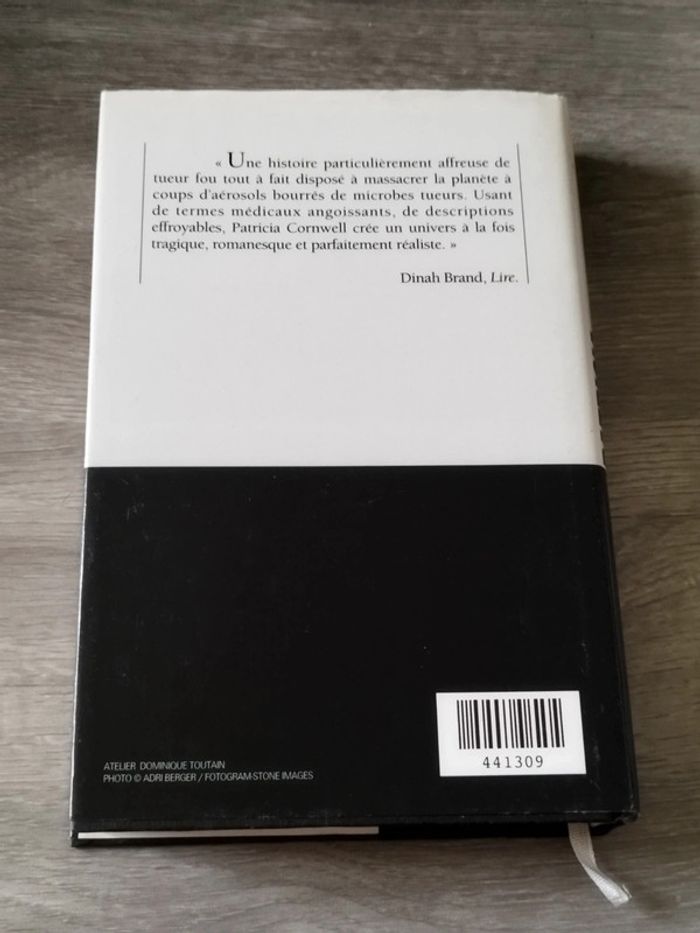 « Une histoire particulièrement affreuse de
tueur fou tout à fait disposé à massacrer la planète à
coups d'aérosols bourrés de microbes tueurs. Usant
de termes médicaux angoissants, de descriptions
effroyables, Patricia Cornwell crée un univers à la fois
tragique, romanesque et parfaitement réaliste. »
Dinah Brand, Lire.
ATELIER DOMINIQUE TOUTAIN
PHOTO © ADRI BERGER / FOTOGRAM-STONE IMAGES
441309